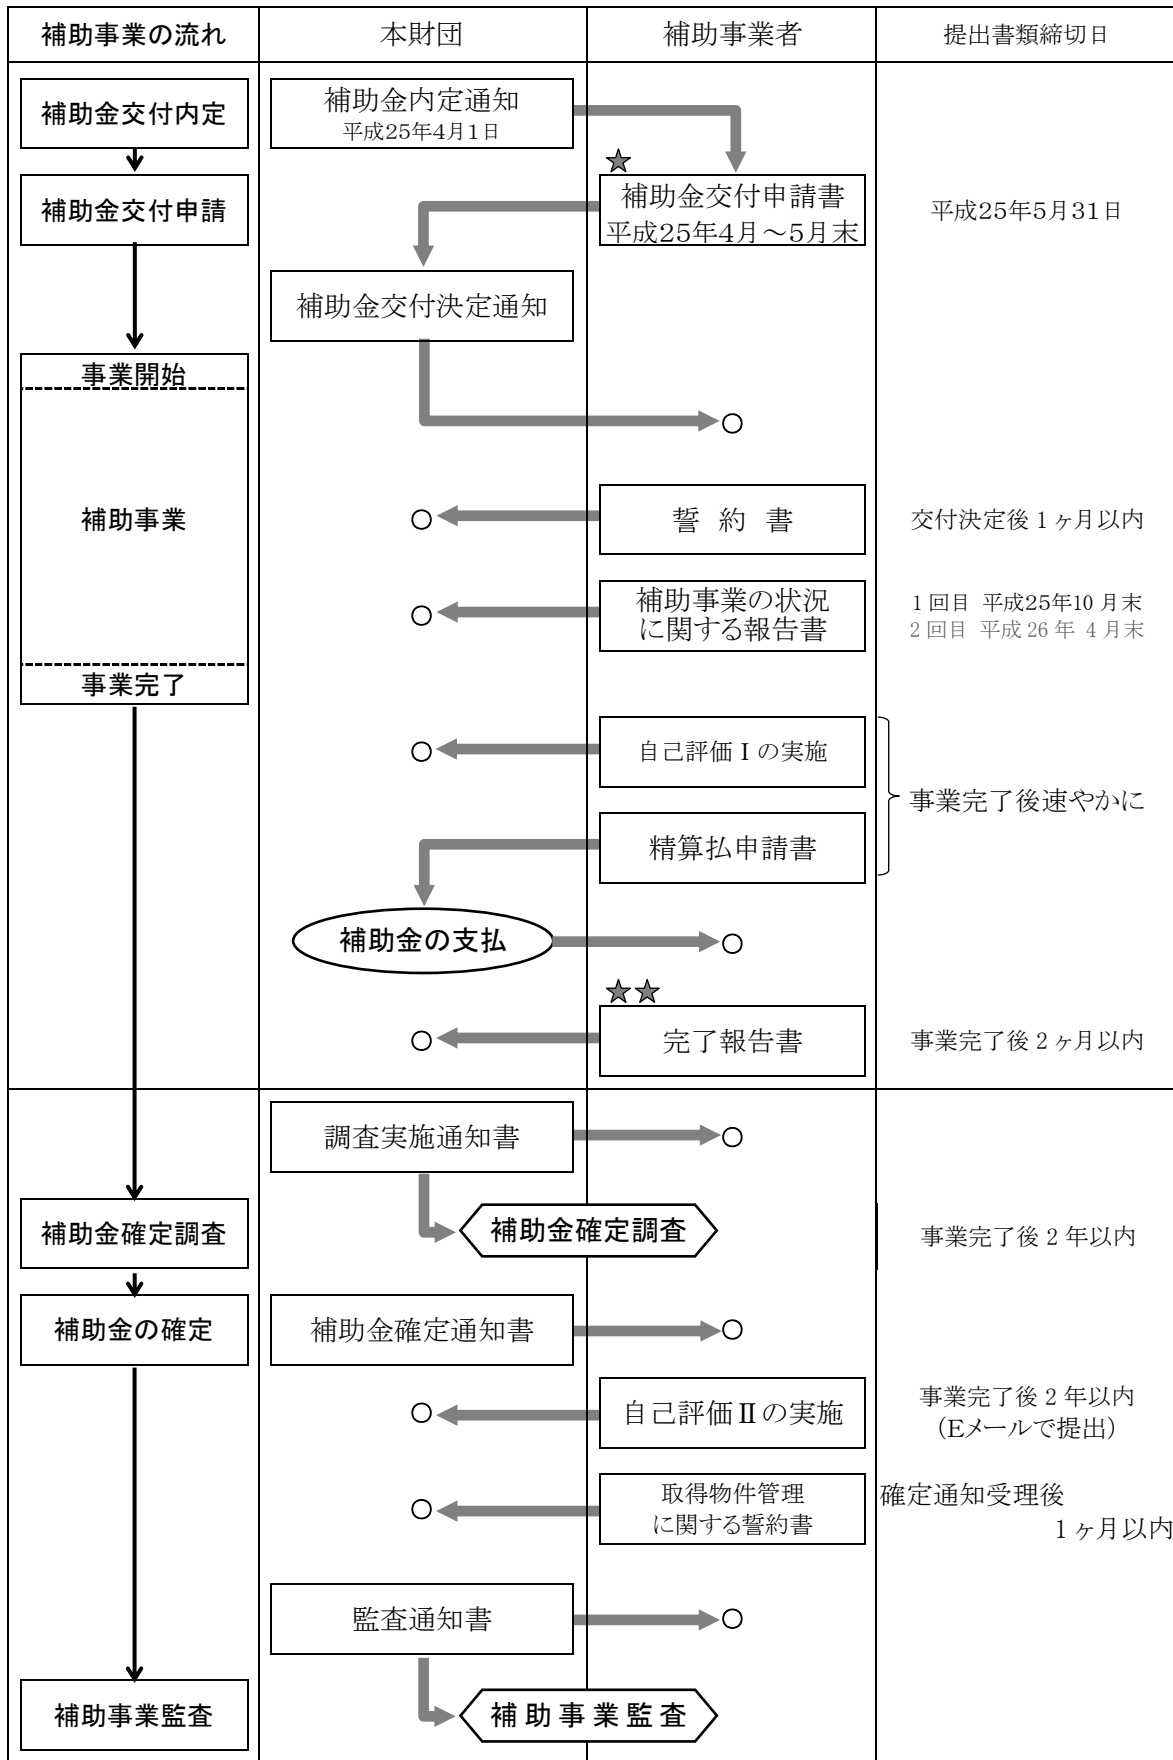 補助事業の流れ
本財団
補助事業者
提出書類締切日
補助金交付内定
補助金内定通知
平成25年4月1日
★
補助金交付申請
補助金交付申請書
平成25年4月～5月末
平成25年5月31日
補助金交付決定通知
事業開始
○
補助事業
○
誓 約 書
交付決定後1ヶ月以内
○
補助事業の状況
に関する報告書
1回目 平成25年10月末
2回目 平成26年 4月末
事業完了
○
自己評価Ⅰの実施
事業完了後速やかに
精算払申請書
補助金の支払
○
★★
○
完了報告書
事業完了後2ヶ月以内
調査実施通知書
○
補助金確定調査
補助金確定調査
事業完了後2年以内
補助金の確定
補助金確定通知書
○
○
自己評価Ⅱの実施
事業完了後2年以内
（Eメールで提出）
○
取得物件管理
に関する誓約書
確定通知受理後
1ヶ月以内
監査通知書
○
補助事業監査
補助事業監査